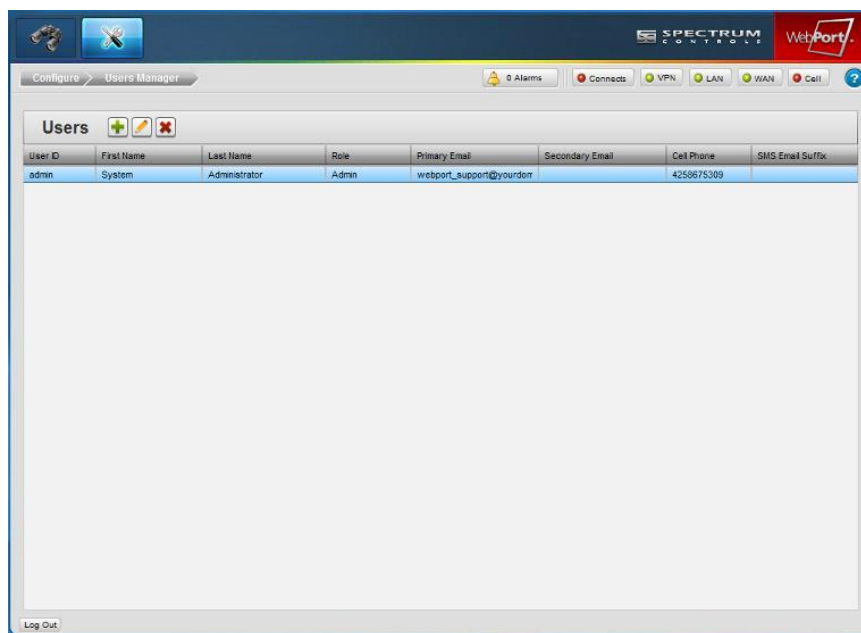 SPECTRUM
CONTROLS
WebPort.
Configure
Users Manager
0 Alarms
Connects
VPN
LAN
WAN
Cell
?
Users
User ID First Name Last Name Role Primary Email Secondary Email Cell Phone SMS Email Suffix
admin System Administrator Admin webport_support@yourdom 4258675309
Log Out